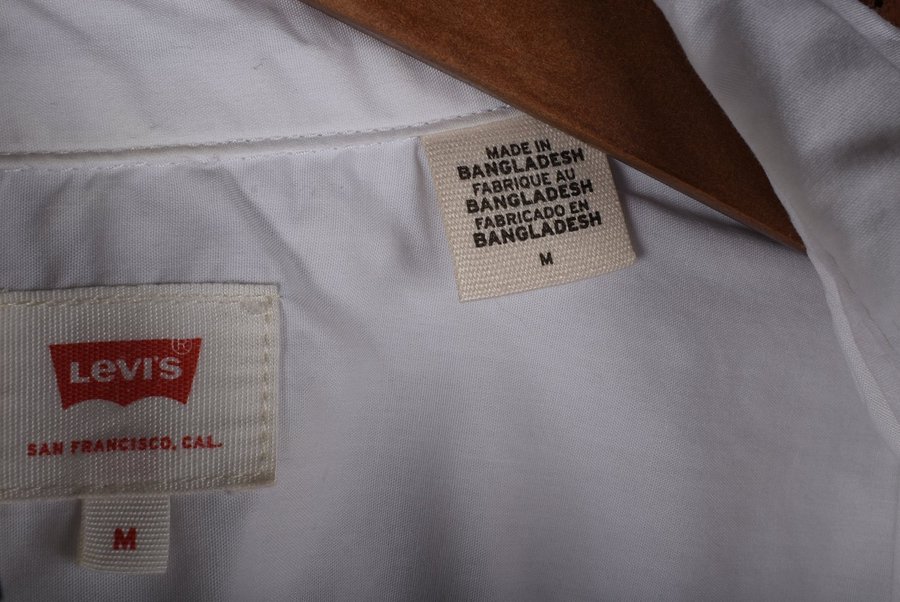 MADE IN
BANGLADESH
FABRIQUE AU
BANGLADESH
FABRICADO EN
BANGLADESH
M
LEVI'S®
SAN FRANCISCO, CAL.
M